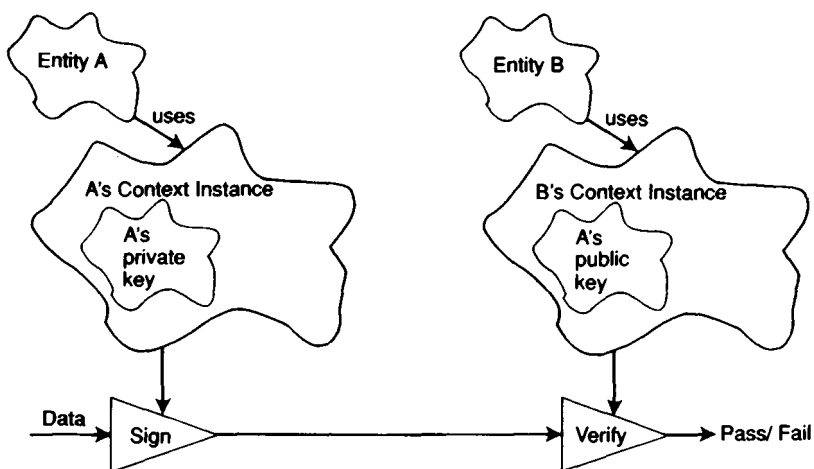 Entity A
Entity B
uses
uses
A's Context Instance
B's Context Instance
A's
private
key
A's
public
key
Data
Sign
Verify
Pass/ Fail